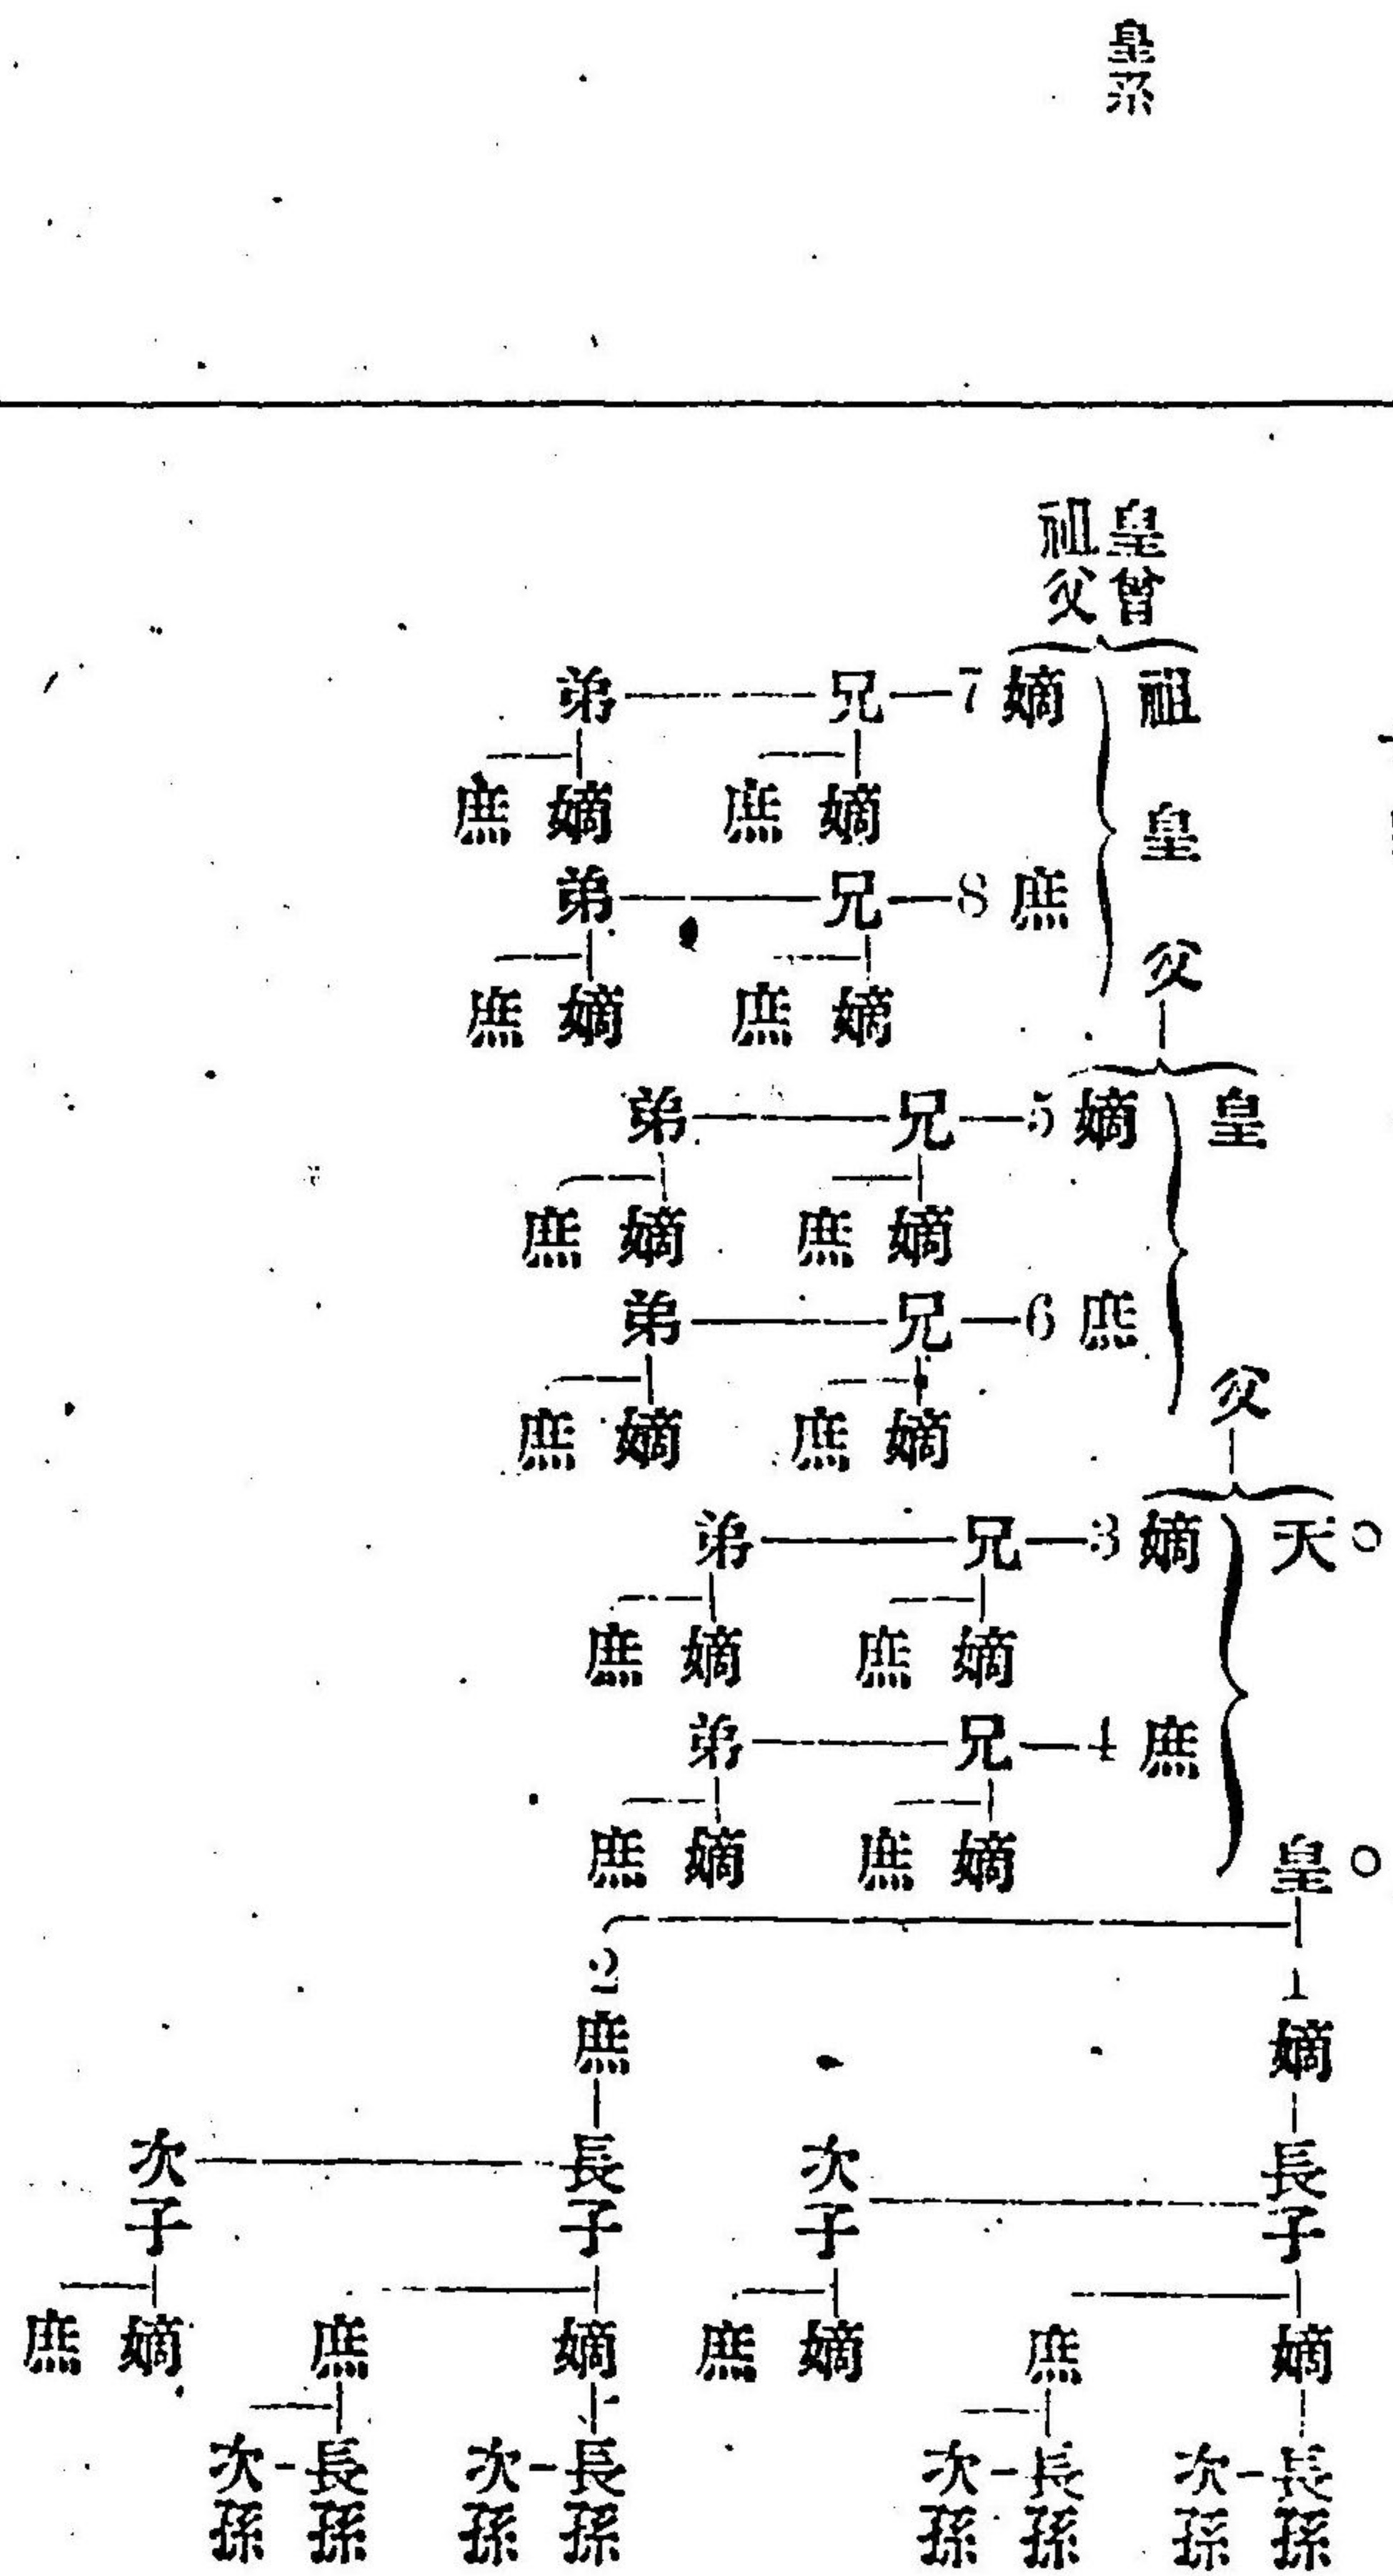 皇系
皇曾
祖父
祖皇父
嫡 7 兄 弟
嫡 庶 嫡 庶
庶 8 兄 弟
嫡 庶 嫡 庶
皇父
嫡 5 兄 弟
嫡 庶 嫡 庶
庶 6 兄 弟
嫡 庶 嫡 庶
○天○皇
嫡 3 兄 弟
嫡 庶 嫡 庶
庶 4 兄 弟
嫡 庶 嫡 庶
1 嫡
長子 次子
嫡 庶 嫡 庶
長孫 次孫 長孫 次孫
2 庶
長子 次子
嫡 庶 嫡 庶
長孫 次孫 長孫 次孫